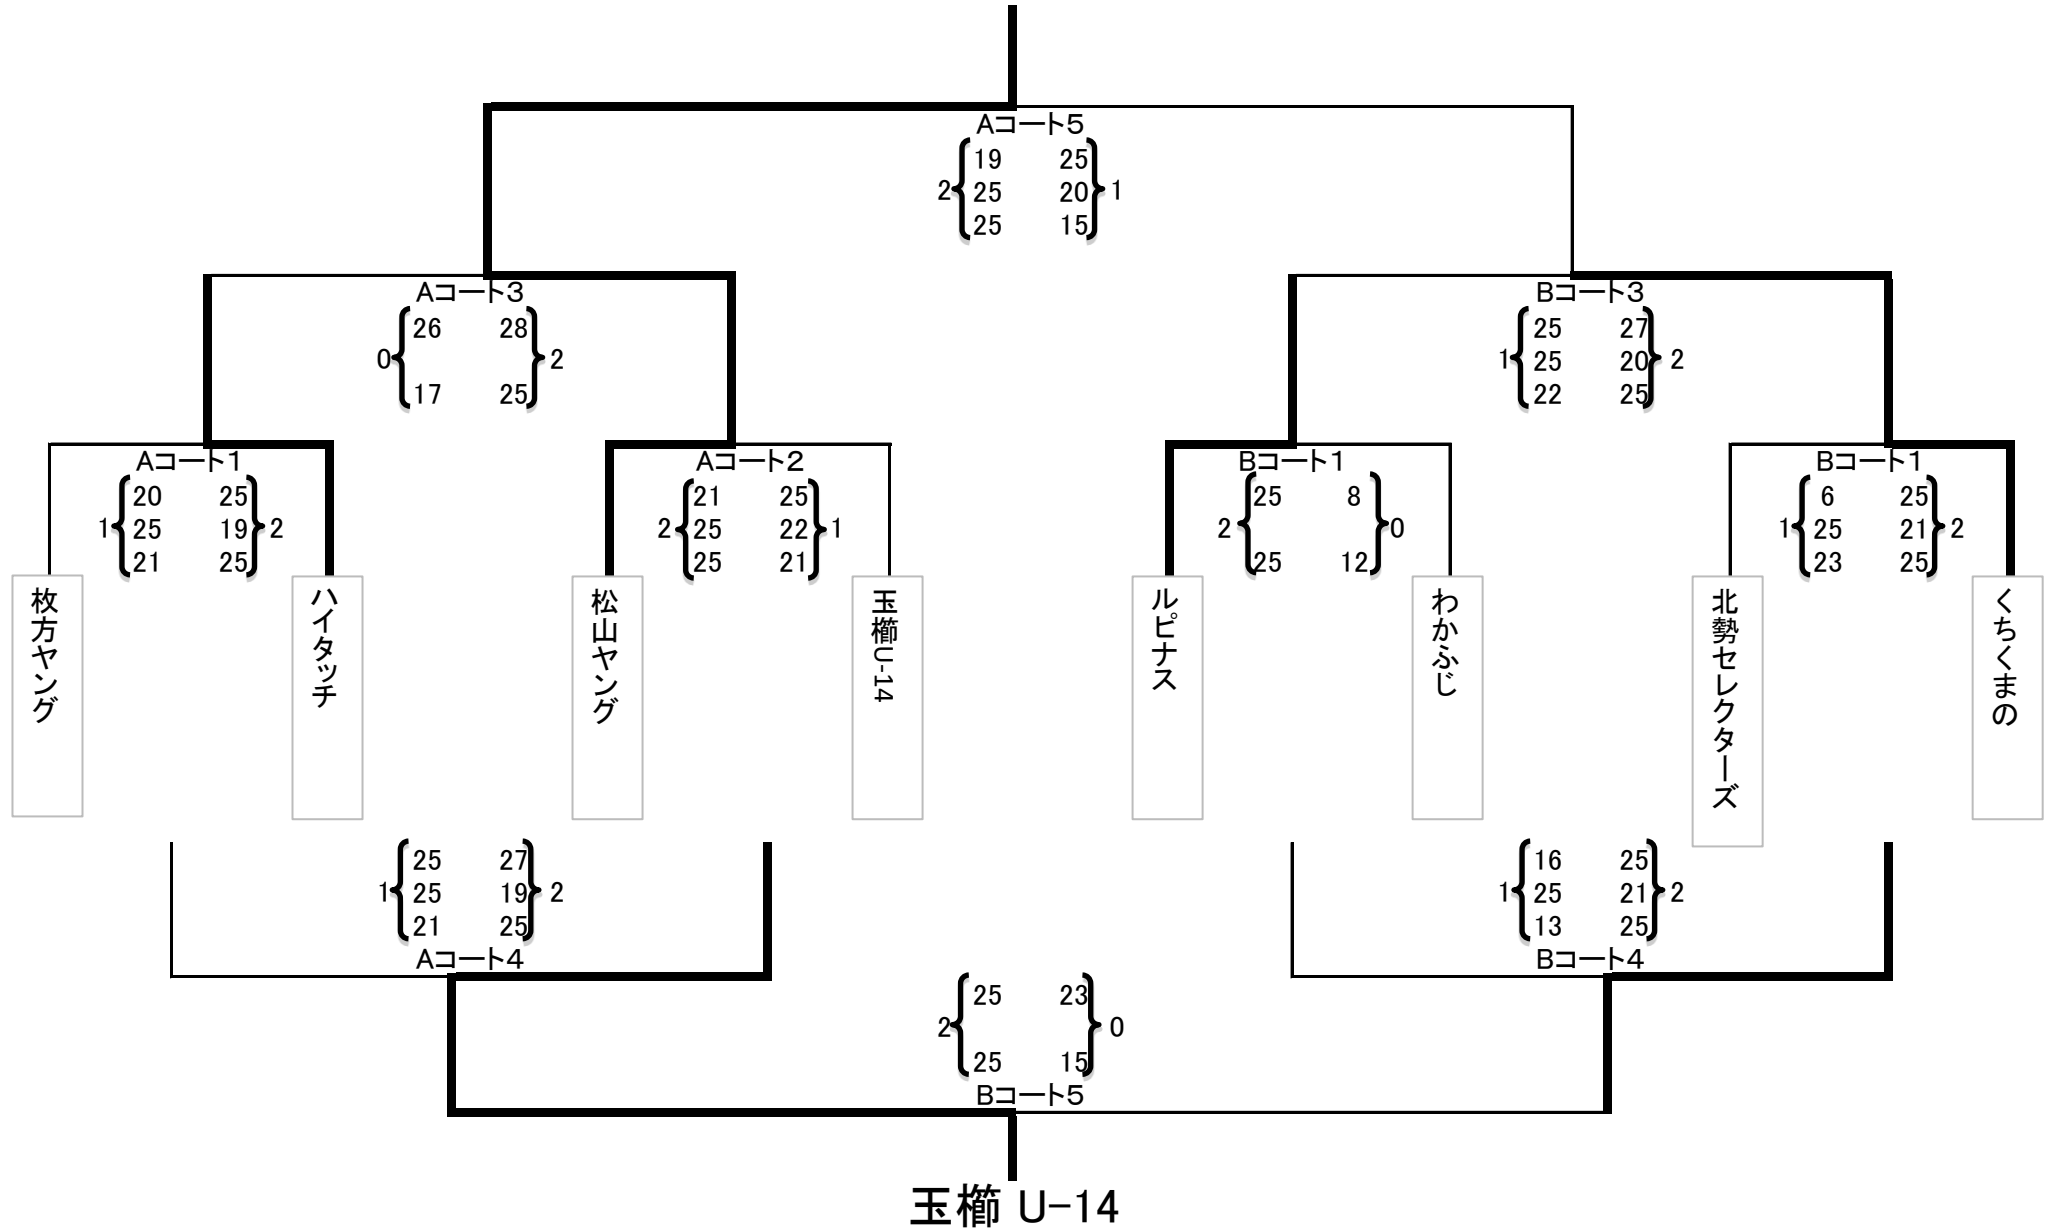 Aコート5
19 25
2 25 20 1
25 15
Aコート3 Bコート3
26 28 25 27
0 2 1 25 20 2
17 25 22 25
Aコート1 Aコート2 Bコート1 Bコート1
20 25 21 25 25 8 6 25
1 25 19 2 2 25 22 1 2 0 1 25 21 2
21 25 25 21 25 12 23 25
枚方ヤング
ハイタッチ
松山ヤング
玉櫛U-14
ルピナス
わかふじ
北勢セレクターズ
くちくまの
25 27 16 25
1 25 19 2 1 25 21 2
21 25 13 25
Aコート4 Bコート4
25 23
2 0
25 15
Bコート5
玉櫛 U-14